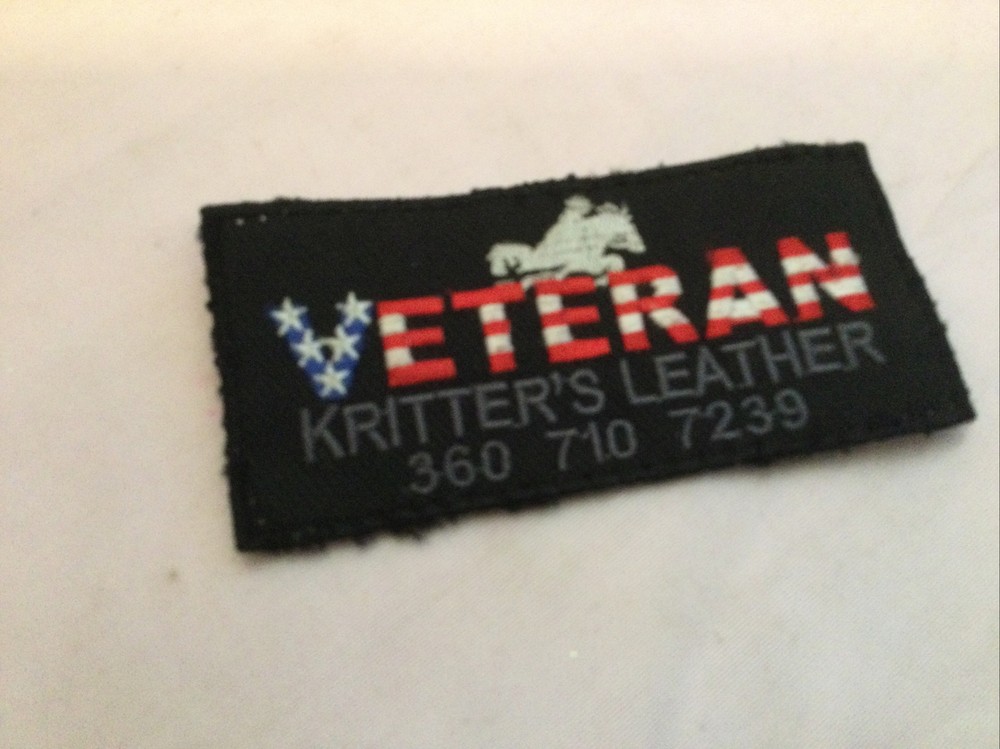 VETERAN
KRITTER'S LEATHER
360 710 7239